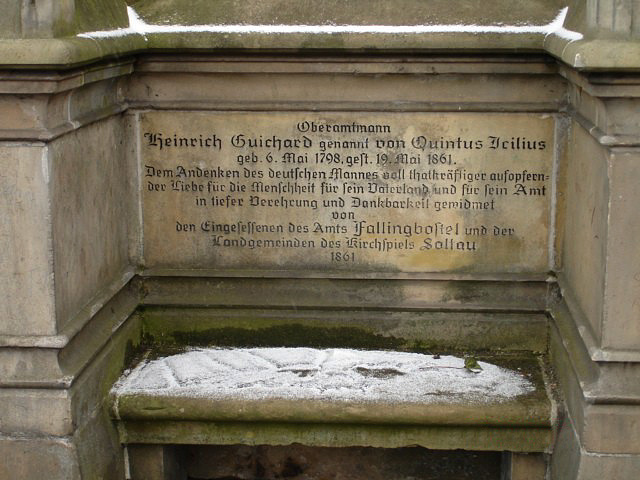 Oberamtmann
Heinrich Guichard genannt von Quintus Icilius
geb. 6. Mai 1798. gest. 19. Mai 1861.
Dem Andenken des deutschen Mannes voll thatkräftiger aufopfern-
der Liebe für die Menschheit für sein Vaterland und für sein Amt
in tiefer Verehrung und Dankbarkeit gewidmet
von
den Eingesessenen des Amts Fallingbostel und der
Landgemeinden des Kirchspiels Soltau
1861